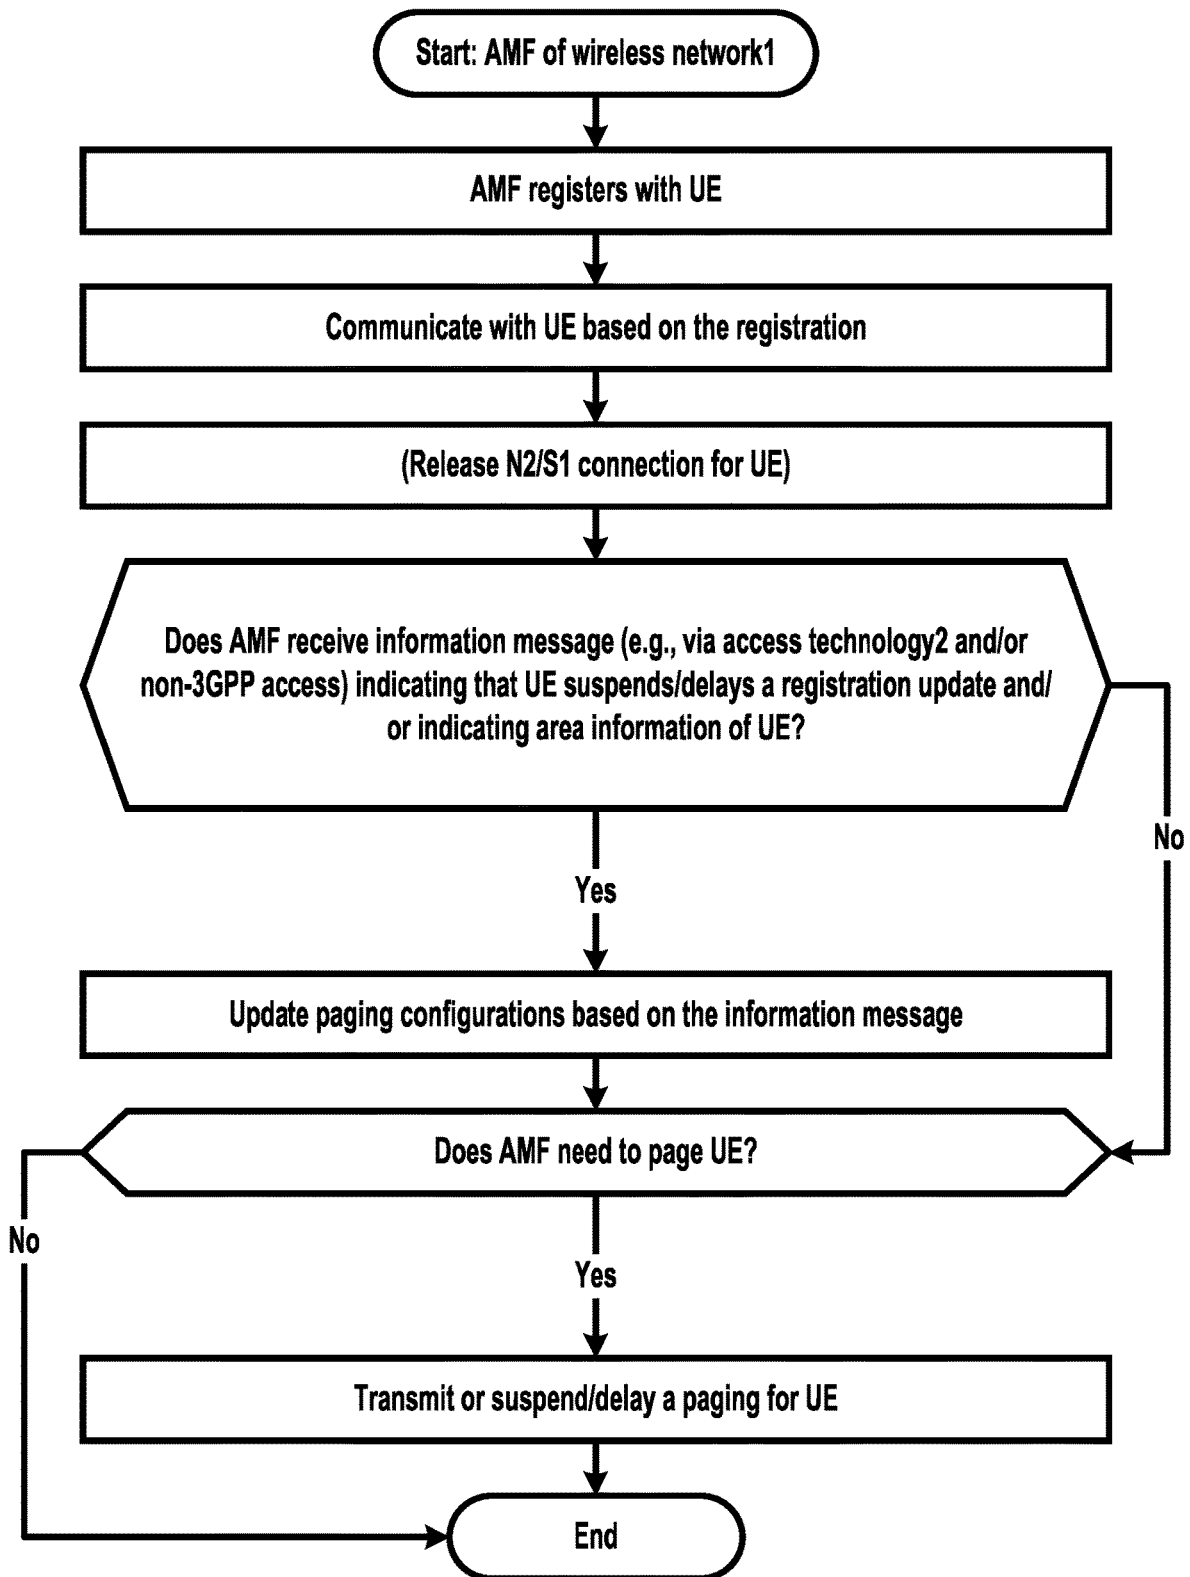 Start: AMF of wireless network1
AMF registers with UE
Communicate with UE based on the registration
(Release N2/S1 connection for UE)
Does AMF receive information message (e.g., via access technology2 and/or
non-3GPP access) indicating that UE suspends/delays a registration update and/
or indicating area information of UE?
No
Yes
Update paging configurations based on the information message
Does AMF need to page UE?
No
Yes
Transmit or suspend/delay a paging for UE
End